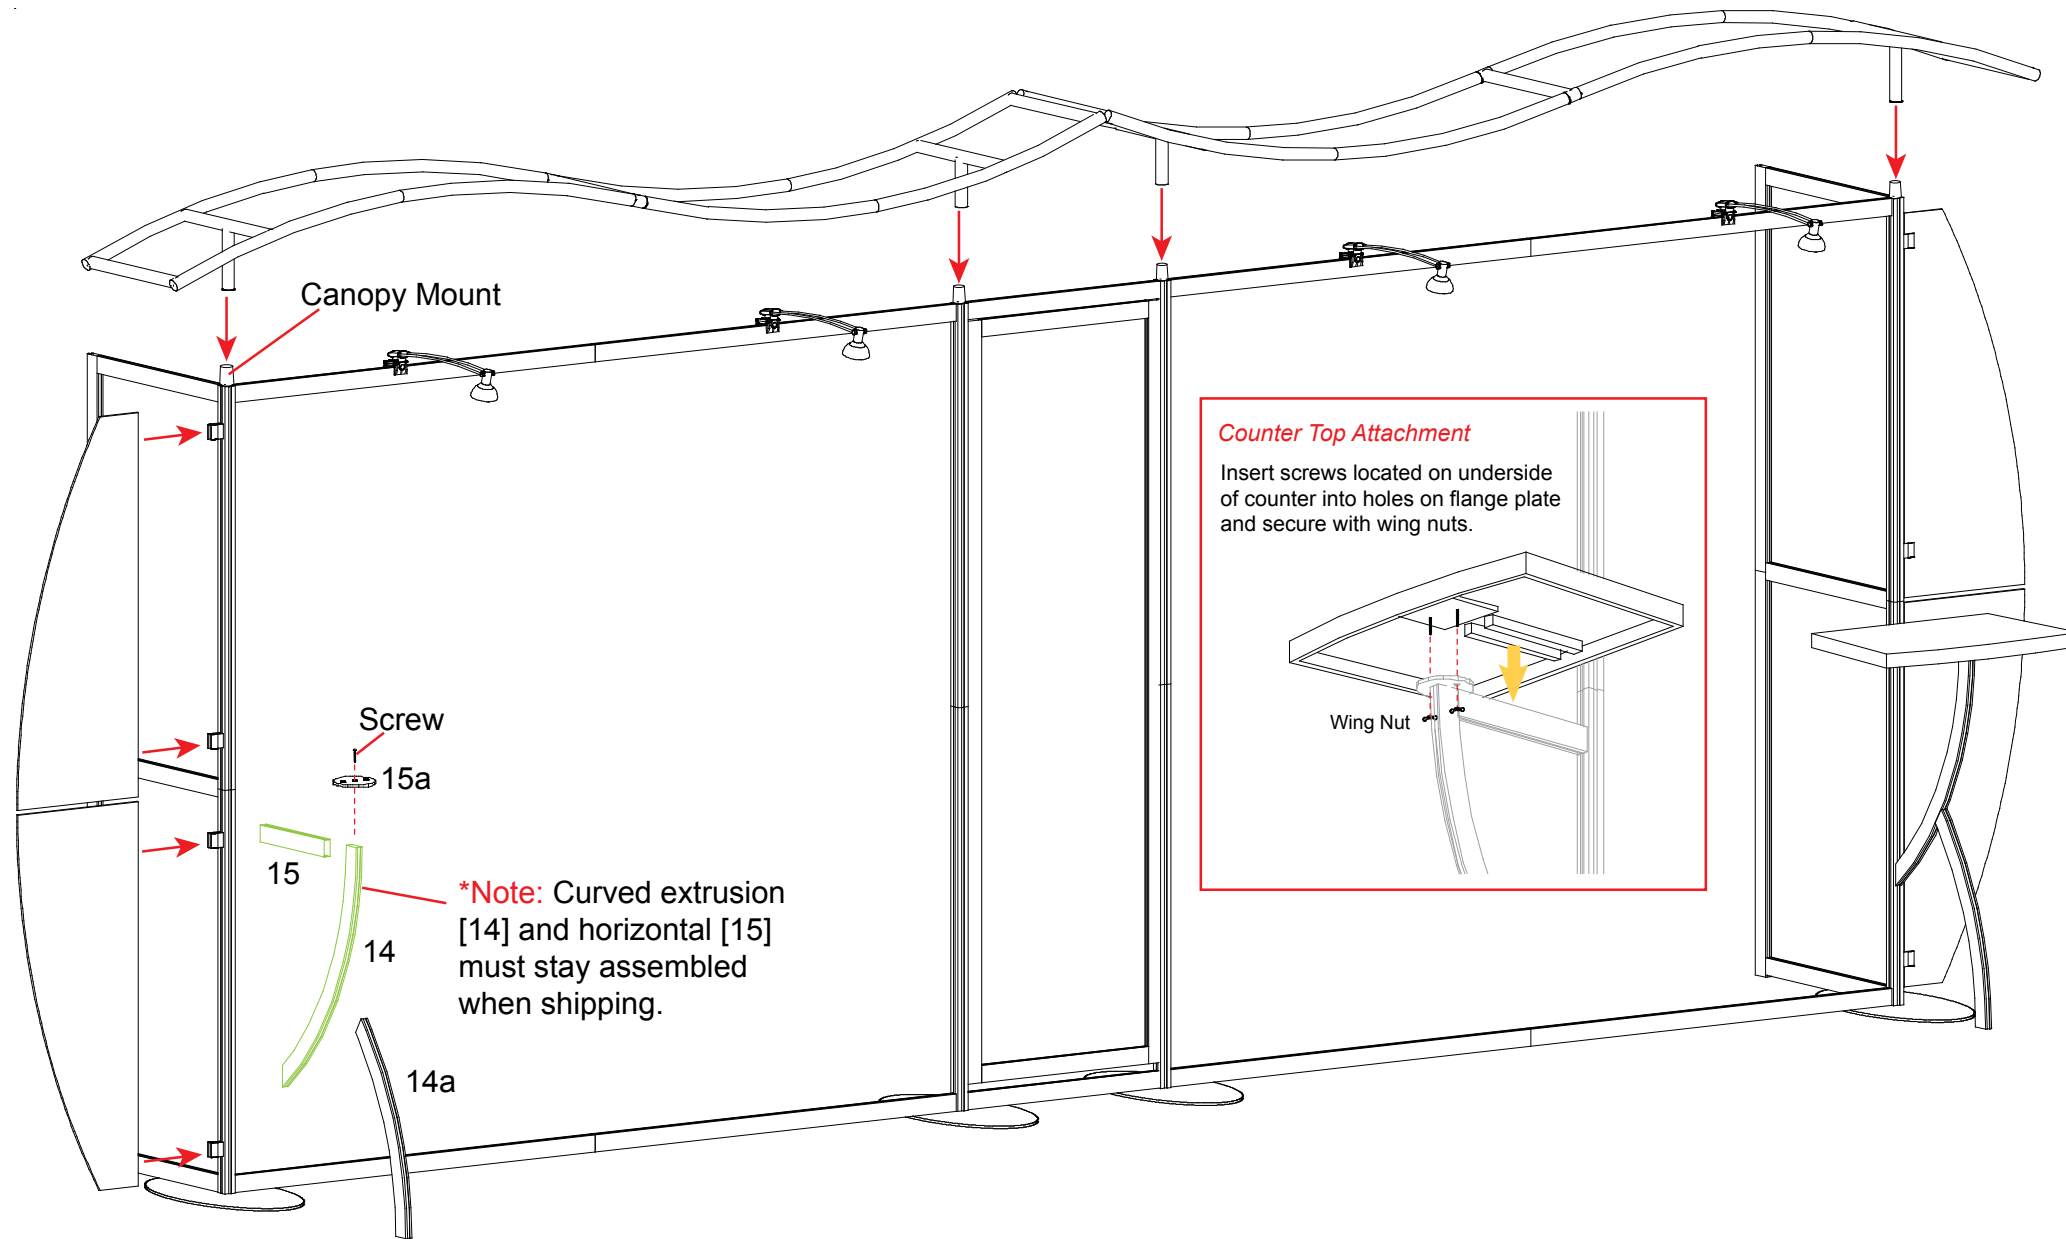 Canopy Mount
Counter Top Attachment
Insert screws located on underside
of counter into holes on flange plate
and secure with wing nuts.
Wing Nut
Screw
15a
15
*Note: Curved extrusion
[14] and horizontal [15]
must stay assembled
when shipping.
14
14a